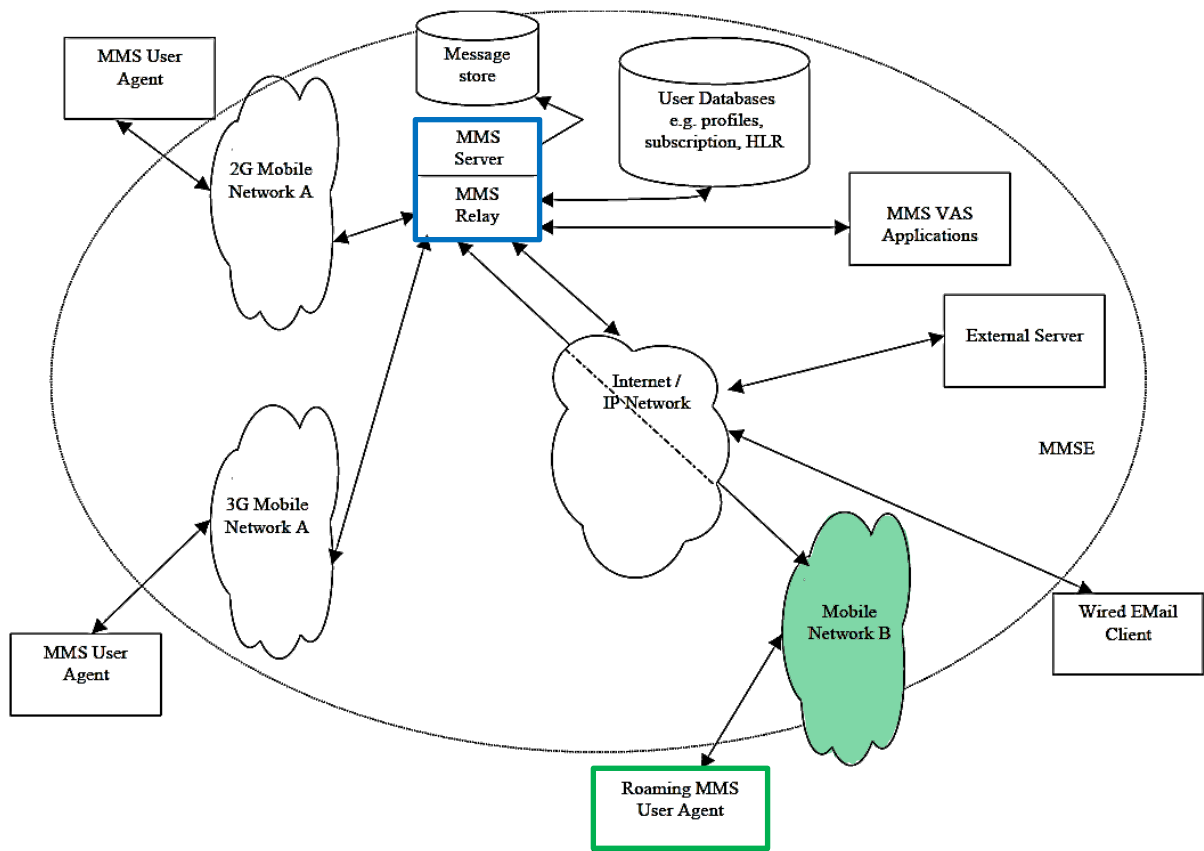 MMS User
Agent
Message
store
User Databases
e.g. profiles,
subscription, HLR
MMS
Server
MMS
Relay
2G Mobile
Network A
MMS VAS
Applications
External Server
Internet /
IP Network
MMSE
3G Mobile
Network A
Mobile
Network B
Wired EMail
Client
MMS User
Agent
Roaming MMS
User Agent